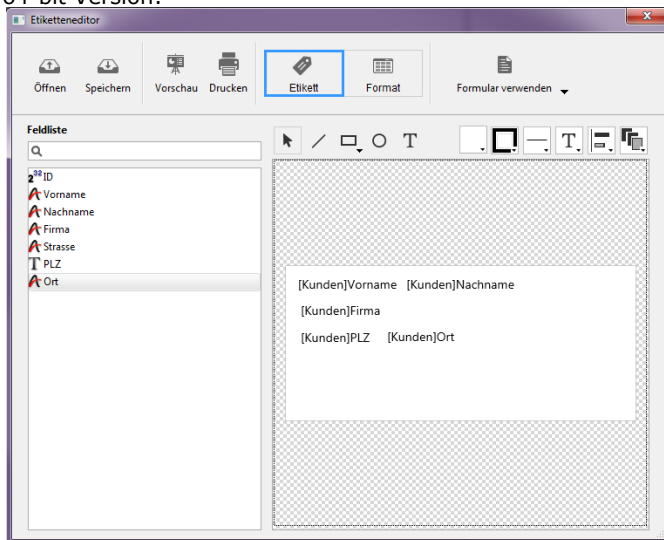 64-bit Version:
Etiketteneditor
Öffnen Speichern Vorschau Drucken Etikett Format Formular verwenden
Feldliste
2³² ID
Vorname
Nachname
Firma
Strasse
T PLZ
Ort
T T
[Kunden]Vorname [Kunden]Nachname
[Kunden]Firma
[Kunden]PLZ [Kunden]Ort